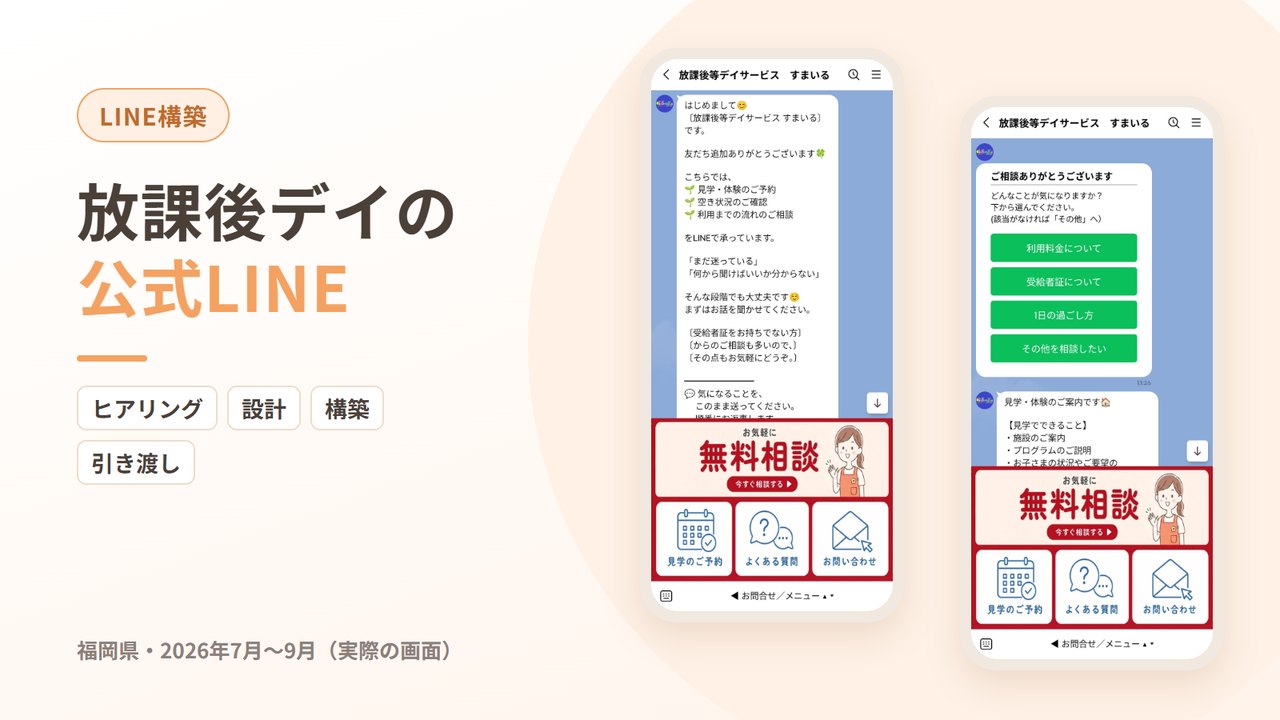 LINE構築
放課後デイの
公式LINE
ヒアリング
設計
構築
引き渡し
福岡県・2026年7月〜9月（実際の画面）
放課後等デイサービス　すまいる
はじめまして😊
〔放課後等デイサービス すまいる〕
です。
友だち追加ありがとうございます🍀
こちらでは、
🌱 見学・体験のご予約
🌱 空き状況のご確認
🌱 利用までの流れのご相談
をLINEで承っています。
「まだ迷っている」
「何から聞けばいいか分からない」
そんな段階でも大丈夫です😊
まずはお話を聞かせてください。
〔受給者証をお持ちでない方〕
〔からのご相談も多いので、〕
〔その点もお気軽にどうぞ。〕
💬 気になることを、
このまま送ってください。
お気軽に
無料相談
今すぐ相談する ▶
見学のご予約
よくある質問
お問い合わせ
◀ お問合せ／メニュー ▲ ▼
放課後等デイサービス　すまいる
ご相談ありがとうございます
どんなことが気になりますか？
下から選んでください。
(該当がなければ「その他」へ)
利用料金について
受給者証について
1日の過ごし方
その他を相談したい
13:26
見学・体験のご案内です🏠
【見学でできること】
・施設のご案内
・プログラムのご説明
・お子さまの状況やご要望の
お気軽に
無料相談
今すぐ相談する ▶
見学のご予約
よくある質問
お問い合わせ
◀ お問合せ／メニュー ▲ ▼